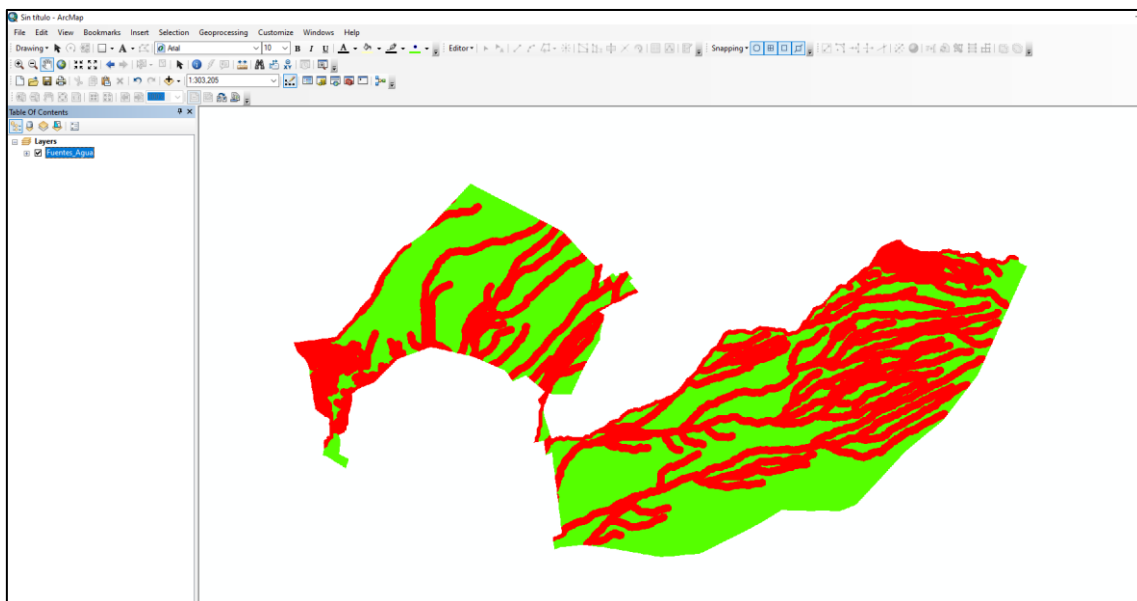 Sin título - ArcMap
File Edit View Bookmarks Insert Selection Geoprocessing Customize Windows Help
Drawing A Arial 10 B I U A Editor Snapping
1:303.205
Table Of Contents
Layers
Fuentes_Agua